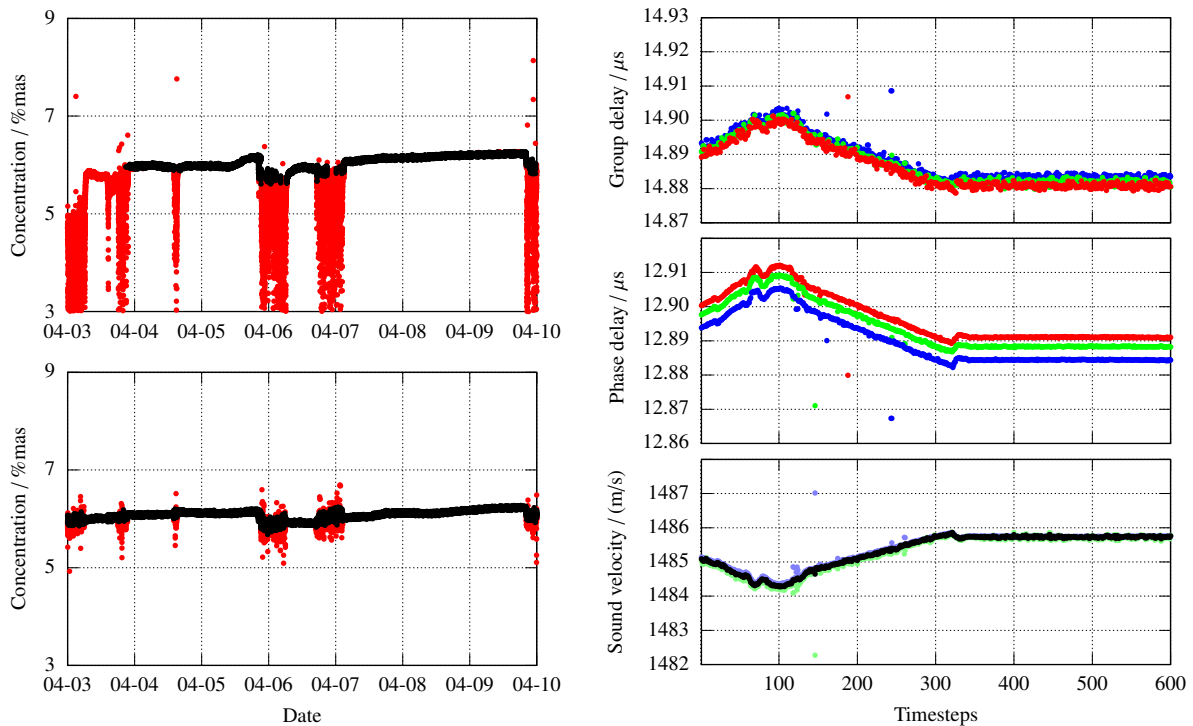 9
7
5
3
Concentration / %mas
04-03 04-04 04-05 04-06 04-07 04-08 04-09 04-10
9
7
5
3
Concentration / %mas
04-03 04-04 04-05 04-06 04-07 04-08 04-09 04-10
Date
14.93
14.92
14.91
14.90
14.89
14.88
14.87
Group delay / μs
12.91
12.90
12.89
12.88
12.87
12.86
Phase delay / μs
1487
1486
1485
1484
1483
1482
Sound velocity / (m/s)
100 200 300 400 500 600
Timesteps